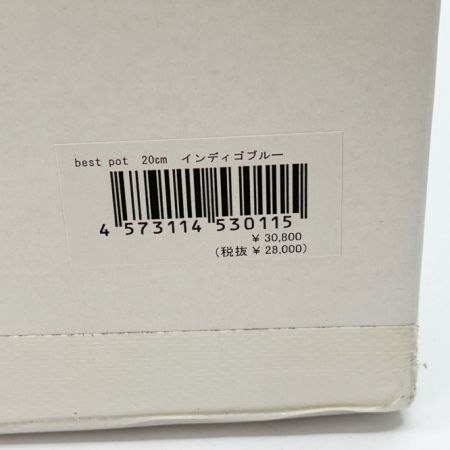 best pot 20cm インディゴブルー
4 573114 530115
¥ 30,800
(税抜 ¥ 28,000)